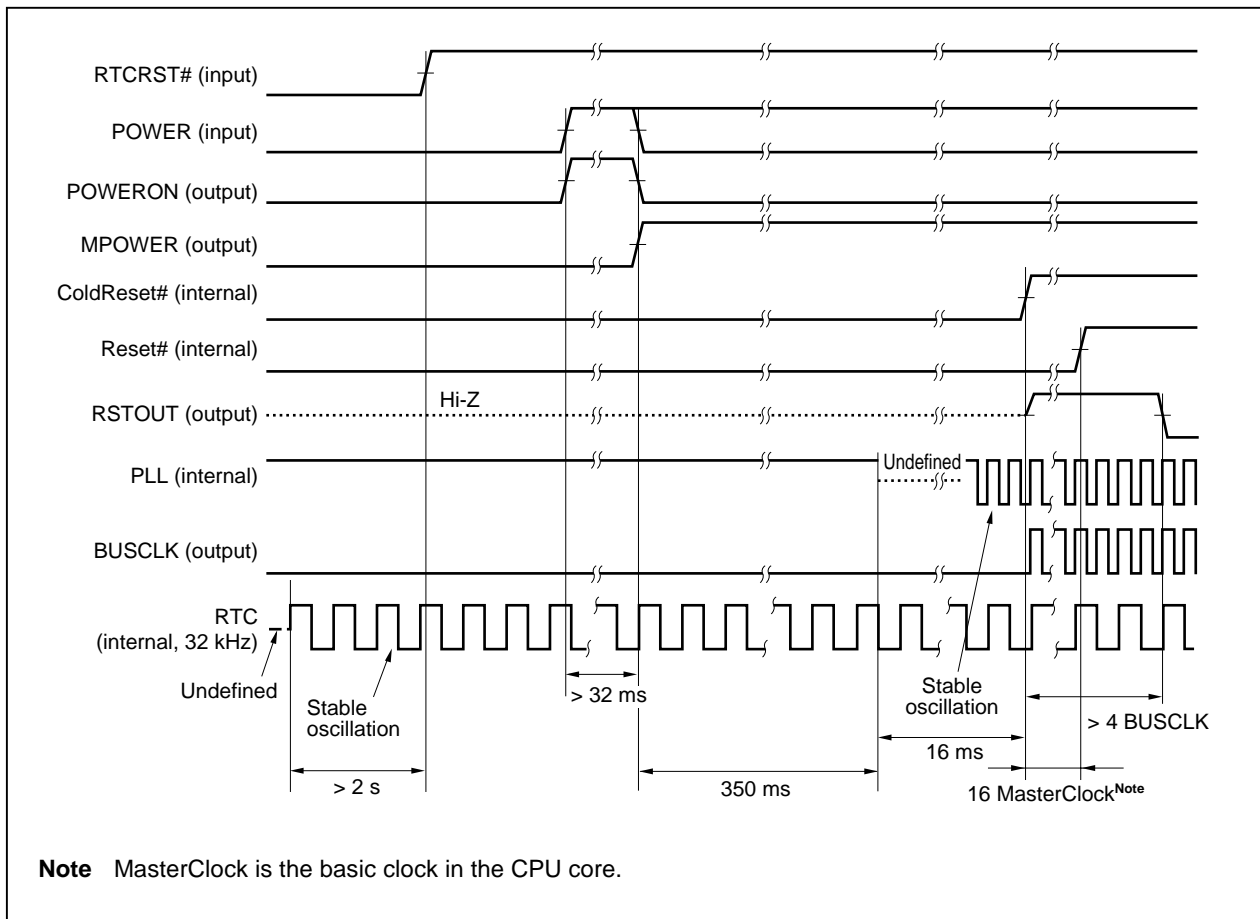 RTCRST# (input)
POWER (input)
POWERON (output)
MPOWER (output)
ColdReset# (internal)
Reset# (internal)
Hi-Z
RSTOUT (output)
Undefined
PLL (internal)
BUSCLK (output)
RTC
(internal, 32 kHz)
Undefined
Stable
oscillation
> 32 ms
Stable
oscillation
> 4 BUSCLK
16 ms
> 2 s
350 ms
16 MasterClockNote
Note MasterClock is the basic clock in the CPU core.